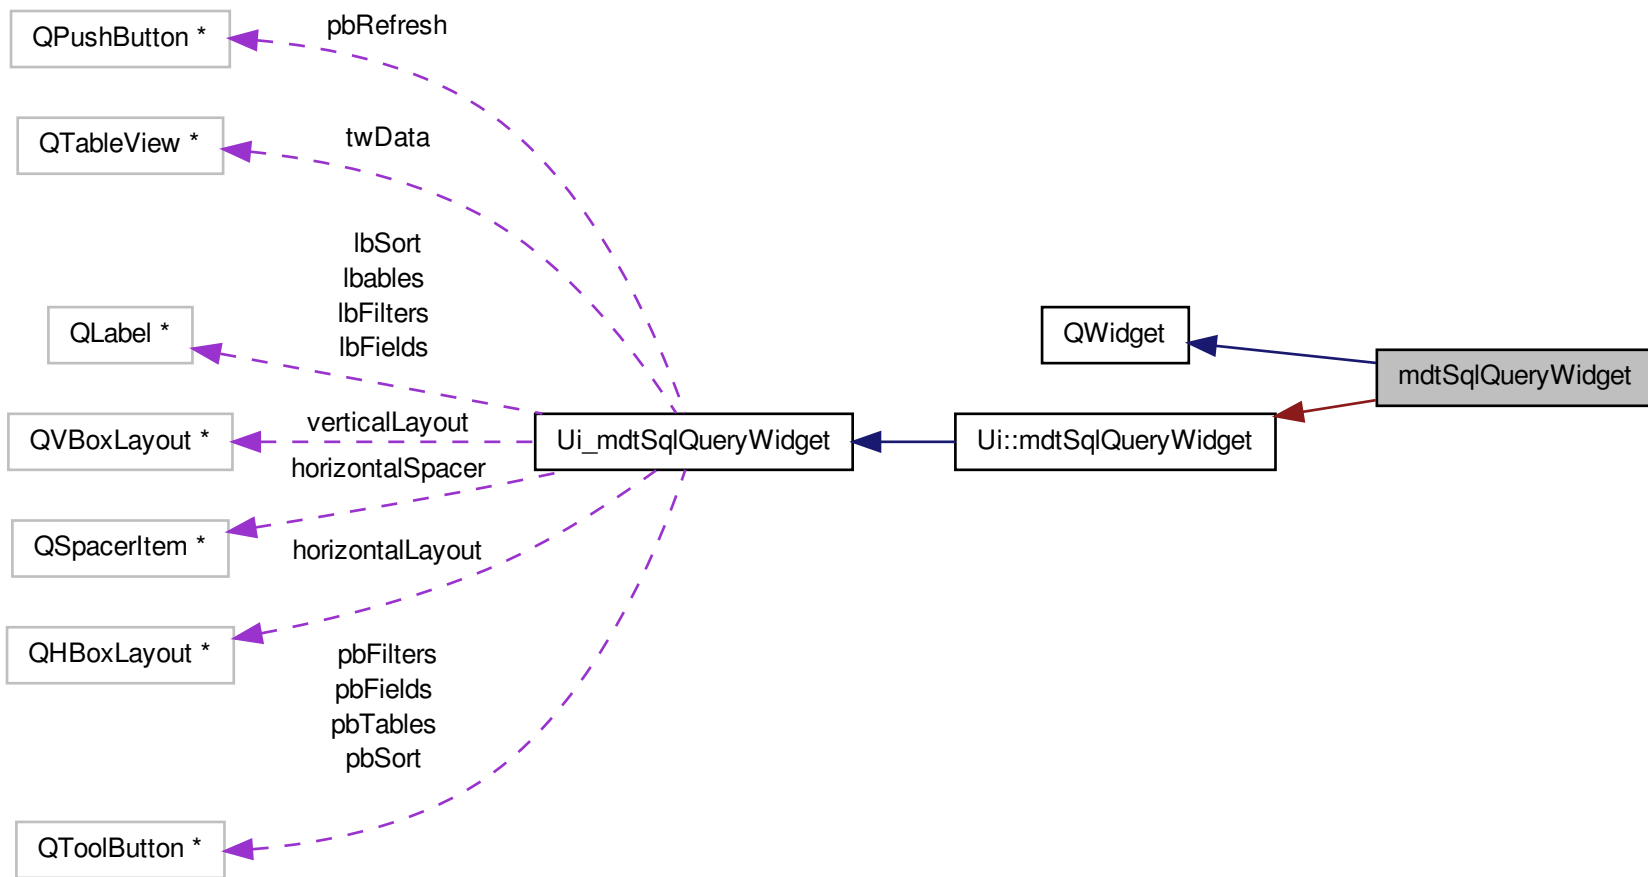 QPushButton *
pbRefresh
QTableView *
twData
lbSort
lbables
lbFilters
lbFields
QLabel *
QWidget
mdtSqlQueryWidget
QVBoxLayout *
verticalLayout
Ui_mdtSqlQueryWidget
Ui::mdtSqlQueryWidget
horizontalSpacer
QSpacerItem *
horizontalLayout
QHBoxLayout *
pbFilters
pbFields
pbTables
pbSort
QToolButton *